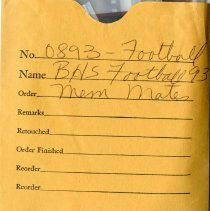 No. 0893 - Football
Name BHS Football 93
Order Mem Mates
Remarks
Retouched
Order Finished
Reorder
Reorder